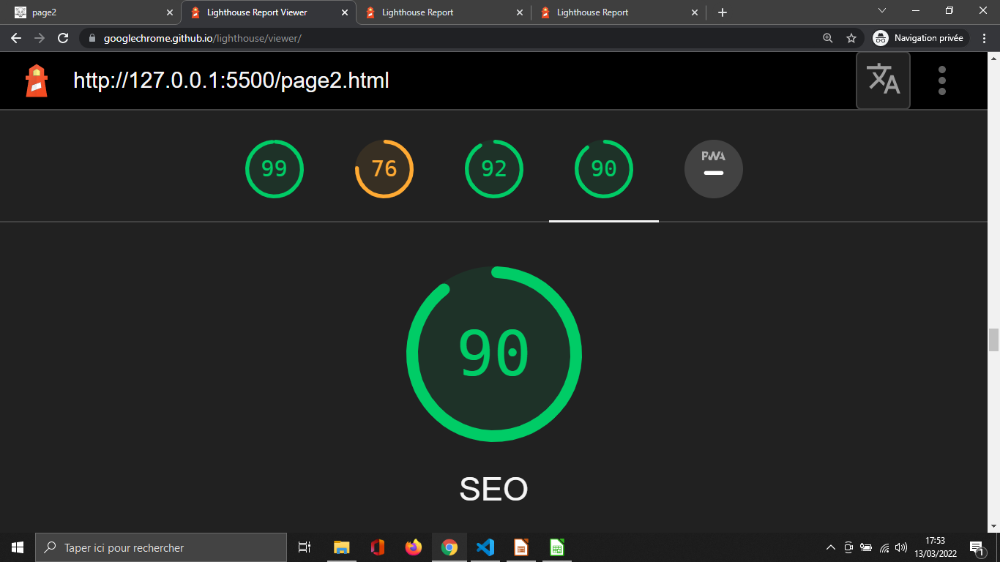 page2
Lighthouse Report Viewer
Lighthouse Report
Lighthouse Report
googlechrome.github.io/lighthouse/viewer/
Navigation privée
http://127.0.0.1:5500/page2.html
99
76
92
90
PWA
90
SEO
Taper ici pour rechercher
17:53
13/03/2022
1